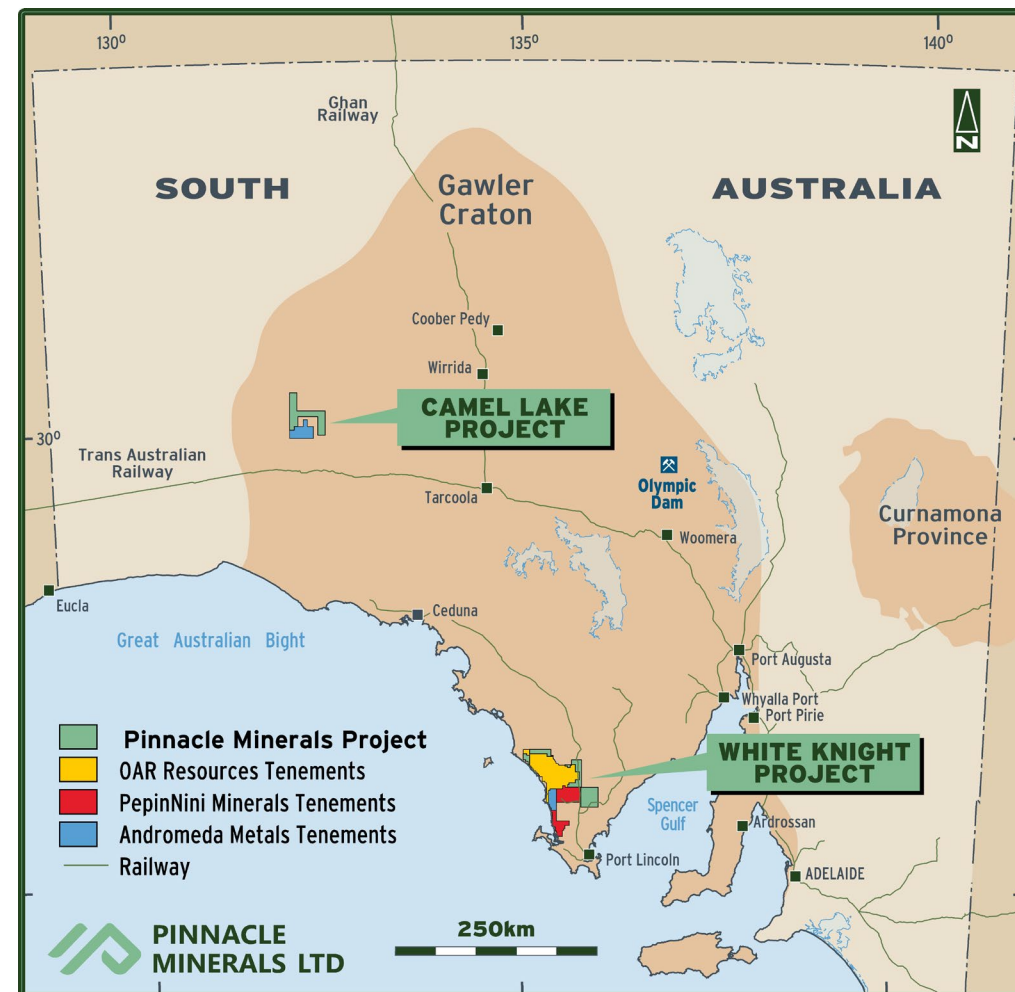 130°
135°
140°
Ghan
Railway
N
SOUTH
Gawler
Craton
AUSTRALIA
Coober Pedy
Wirrida
CAMEL LAKE
PROJECT
30°
Trans Australian
Railway
Tarcoola
Olympic
Dam
Woomera
Curnamona
Province
Eucla
Ceduna
Great Australian Bight
Port Augusta
Whyalla Port
Port Pirie
Pinnacle Minerals Project
OAR Resources Tenements
PepinNini Minerals Tenements
Andromeda Metals Tenements
Railway
WHITE KNIGHT
PROJECT
Spencer
Gulf
Ardrossan
Port Lincoln
ADELAIDE
PINNACLE
MINERALS LTD
250km